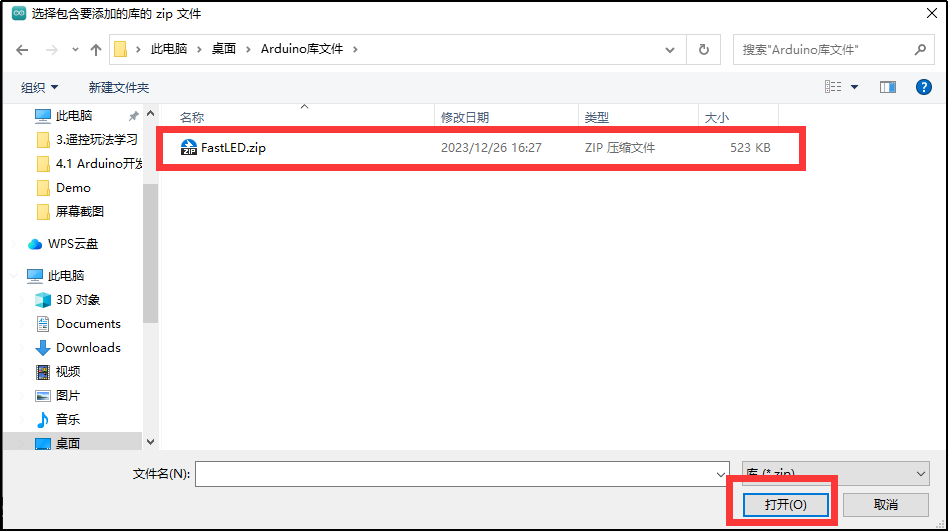 选择包含要添加的库的 zip 文件
此电脑 › 桌面 › Arduino库文件 ›
搜索"Arduino库文件"
组织 新建文件夹
名称 修改日期 类型 大小
FastLED.zip 2023/12/26 16:27 ZIP 压缩文件 523 KB
此电脑
3.遥控玩法学习
4.1 Arduino开发
Demo
屏幕截图
WPS云盘
此电脑
3D 对象
Documents
Downloads
视频
图片
音乐
桌面
文件名(N):
库 (*.zip)
打开(O) 取消